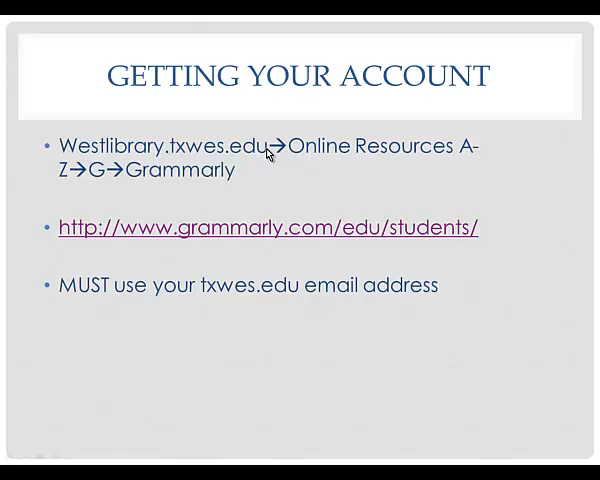 GETTING YOUR ACCOUNT
• Westlibrary.txwes.edu→Online Resources A-
Z→G→Grammarly
• http://www.grammarly.com/edu/students/
• MUST use your txwes.edu email address